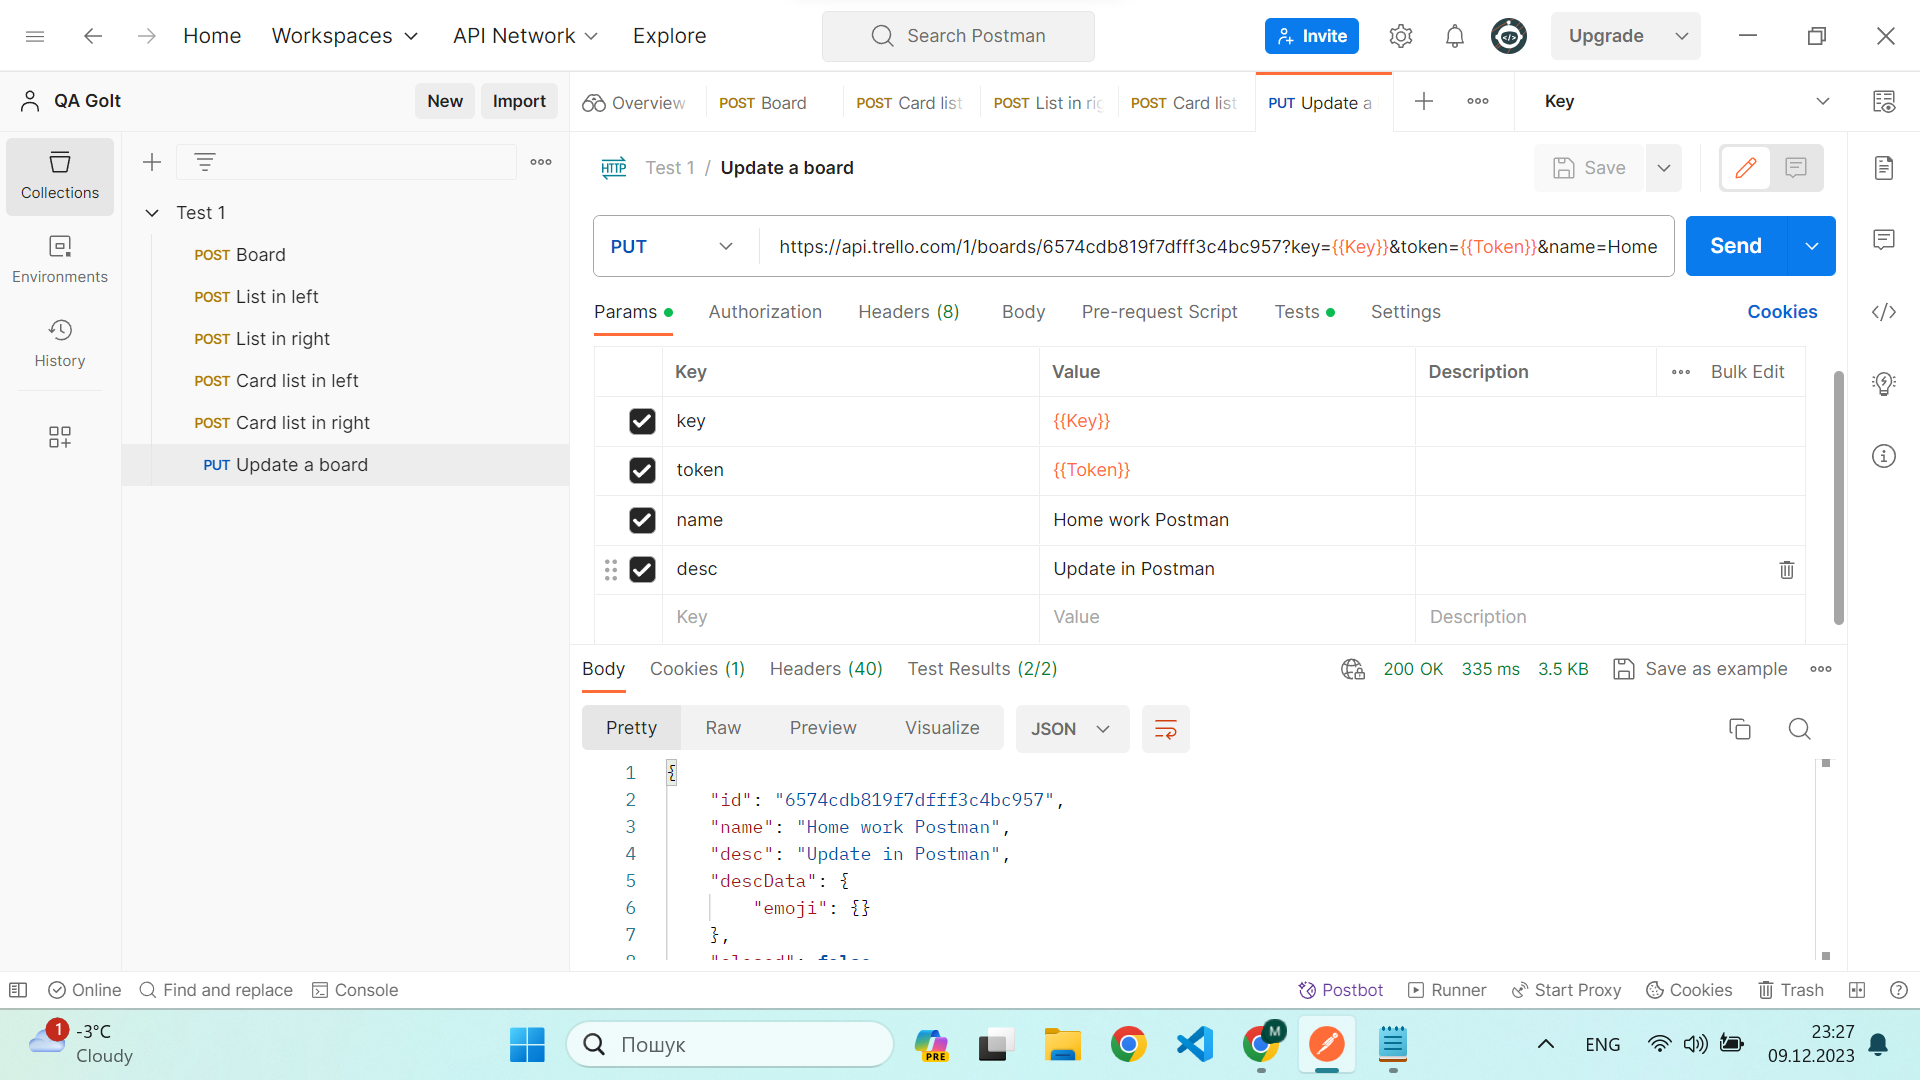 Home Workspaces API Network Explore Search Postman Invite Upgrade
QA GoIt New Import Overview POST Board POST Card list POST List in rig POST Card list PUT Update a Key
Collections
Environments
History
Test 1
POST Board
POST List in left
POST List in right
POST Card list in left
POST Card list in right
PUT Update a board
HTTP Test 1 / Update a board Save
PUT https://api.trello.com/1/boards/6574cdb819f7dfff3c4bc957?key={{Key}}&token={{Token}}&name=Home Send
Params Authorization Headers (8) Body Pre-request Script Tests Settings Cookies
Key Value Description Bulk Edit
key {{Key}}
token {{Token}}
name Home work Postman
desc Update in Postman
Key Value Description
Body Cookies (1) Headers (40) Test Results (2/2) 200 OK 335 ms 3.5 KB Save as example
Pretty Raw Preview Visualize JSON
1 {
2 "id": "6574cdb819f7dfff3c4bc957",
3 "name": "Home work Postman",
4 "desc": "Update in Postman",
5 "descData": {
6 "emoji": {}
7 },
8 "closed": false
Online Find and replace Console Postbot Runner Start Proxy Cookies Trash
1 -3°C
Cloudy
Пошук
PRE
M
ENG
23:27
09.12.2023